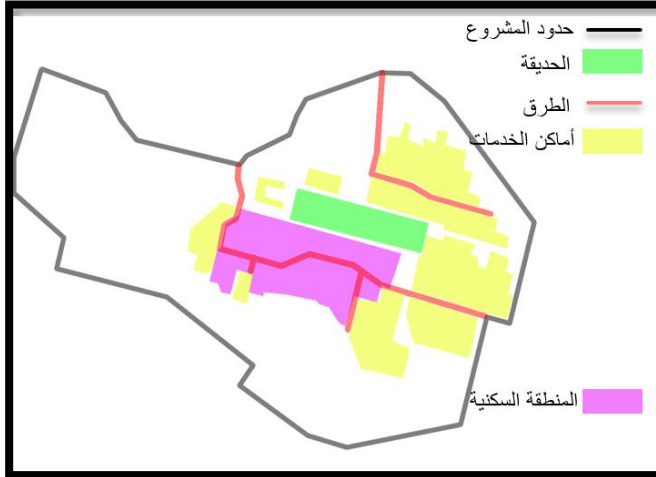 حدود المشروع
الحديقة
الطرق
أماكن الخدمات
المنطقة السكنية